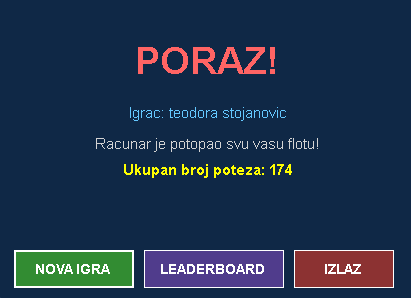 PORAZ!
Igrac: teodora stojanovic
Racunar je potopao svu vasu flotu!
Ukupan broj poteza: 174
NOVA IGRA
LEADERBOARD
IZLAZ